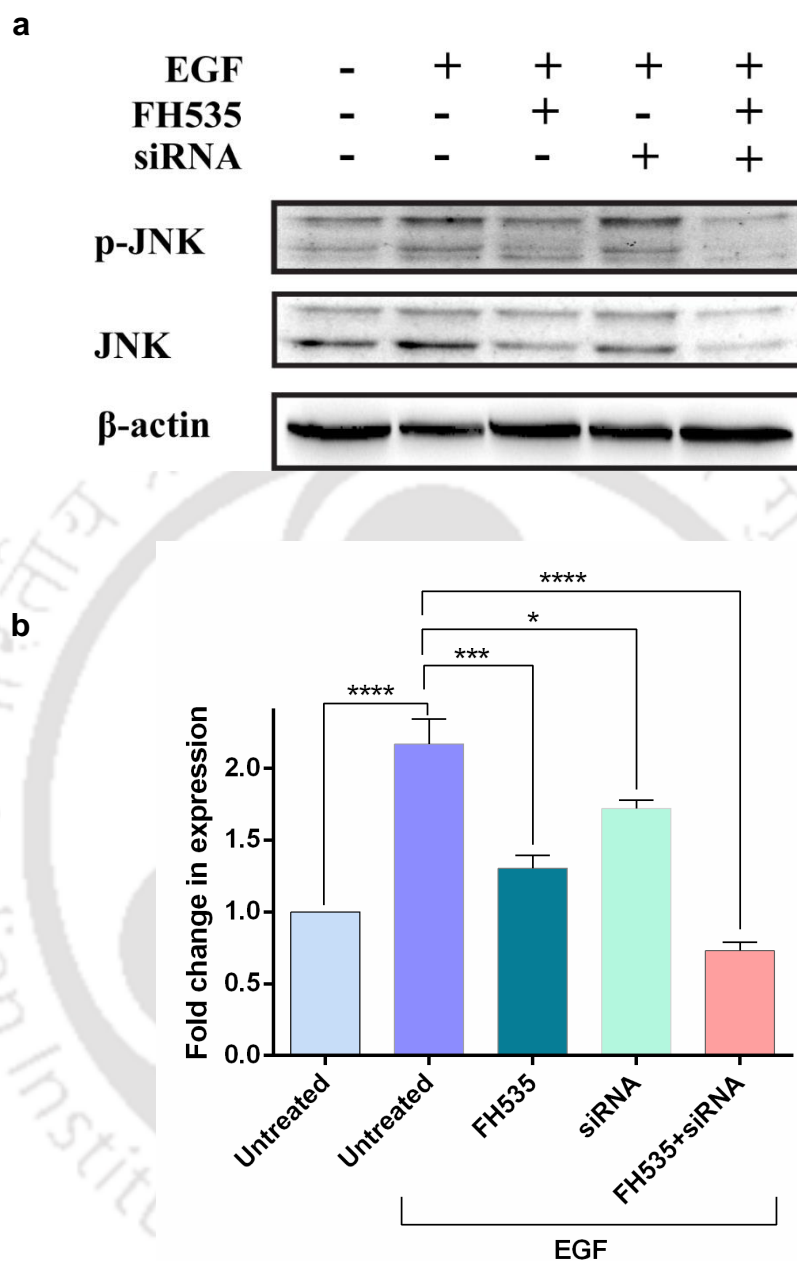 a
EGF - + + + +
FH535 - - + - +
siRNA - - - + +
p-JNK
JNK
β-actin
b
****
*
***
****
Fold change in expression
2.0
1.5
1.0
0.5
0.0
Untreated
Untreated
FH535
siRNA
FH535+siRNA
EGF